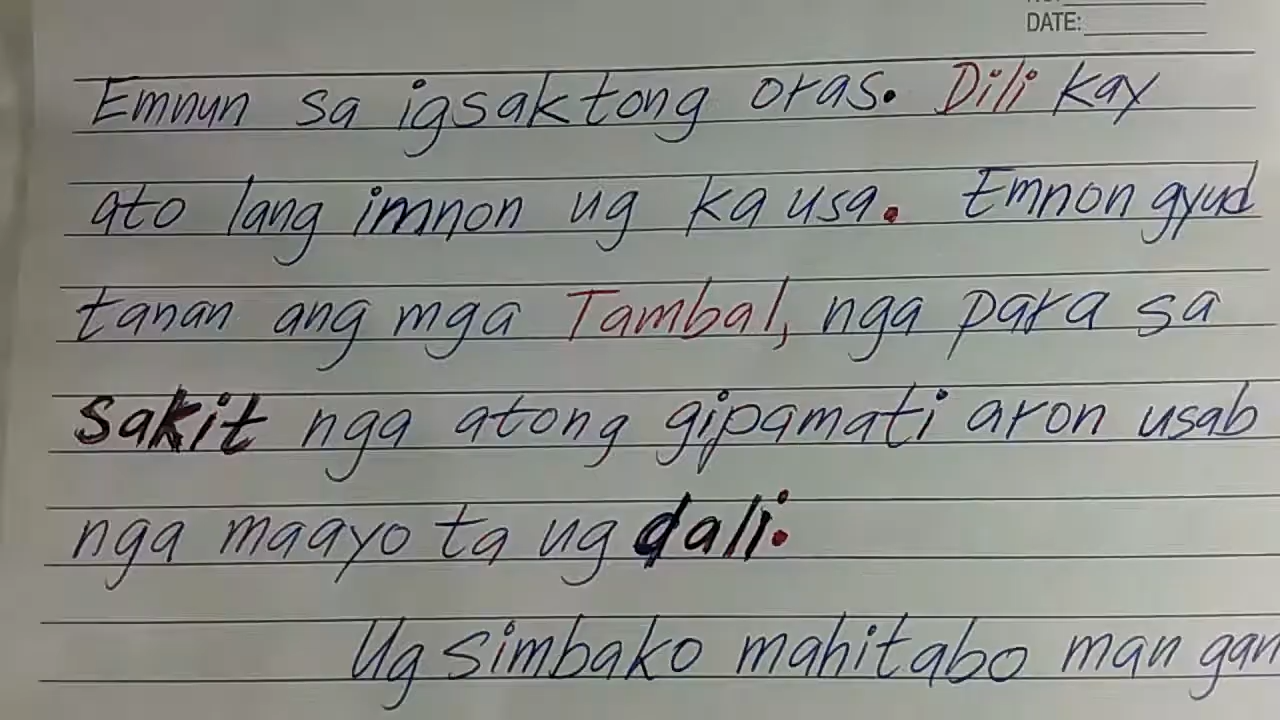 DATE:
Emnun sa igsaktong oras. Dili kay
ato lang imnon ug ka usa. Emnon gyud
tanan ang mga Tambal, nga para sa
sakit nga atong gipamati aron usab
nga maayo ta ug dali.
Ug simbako mahitabo man gan